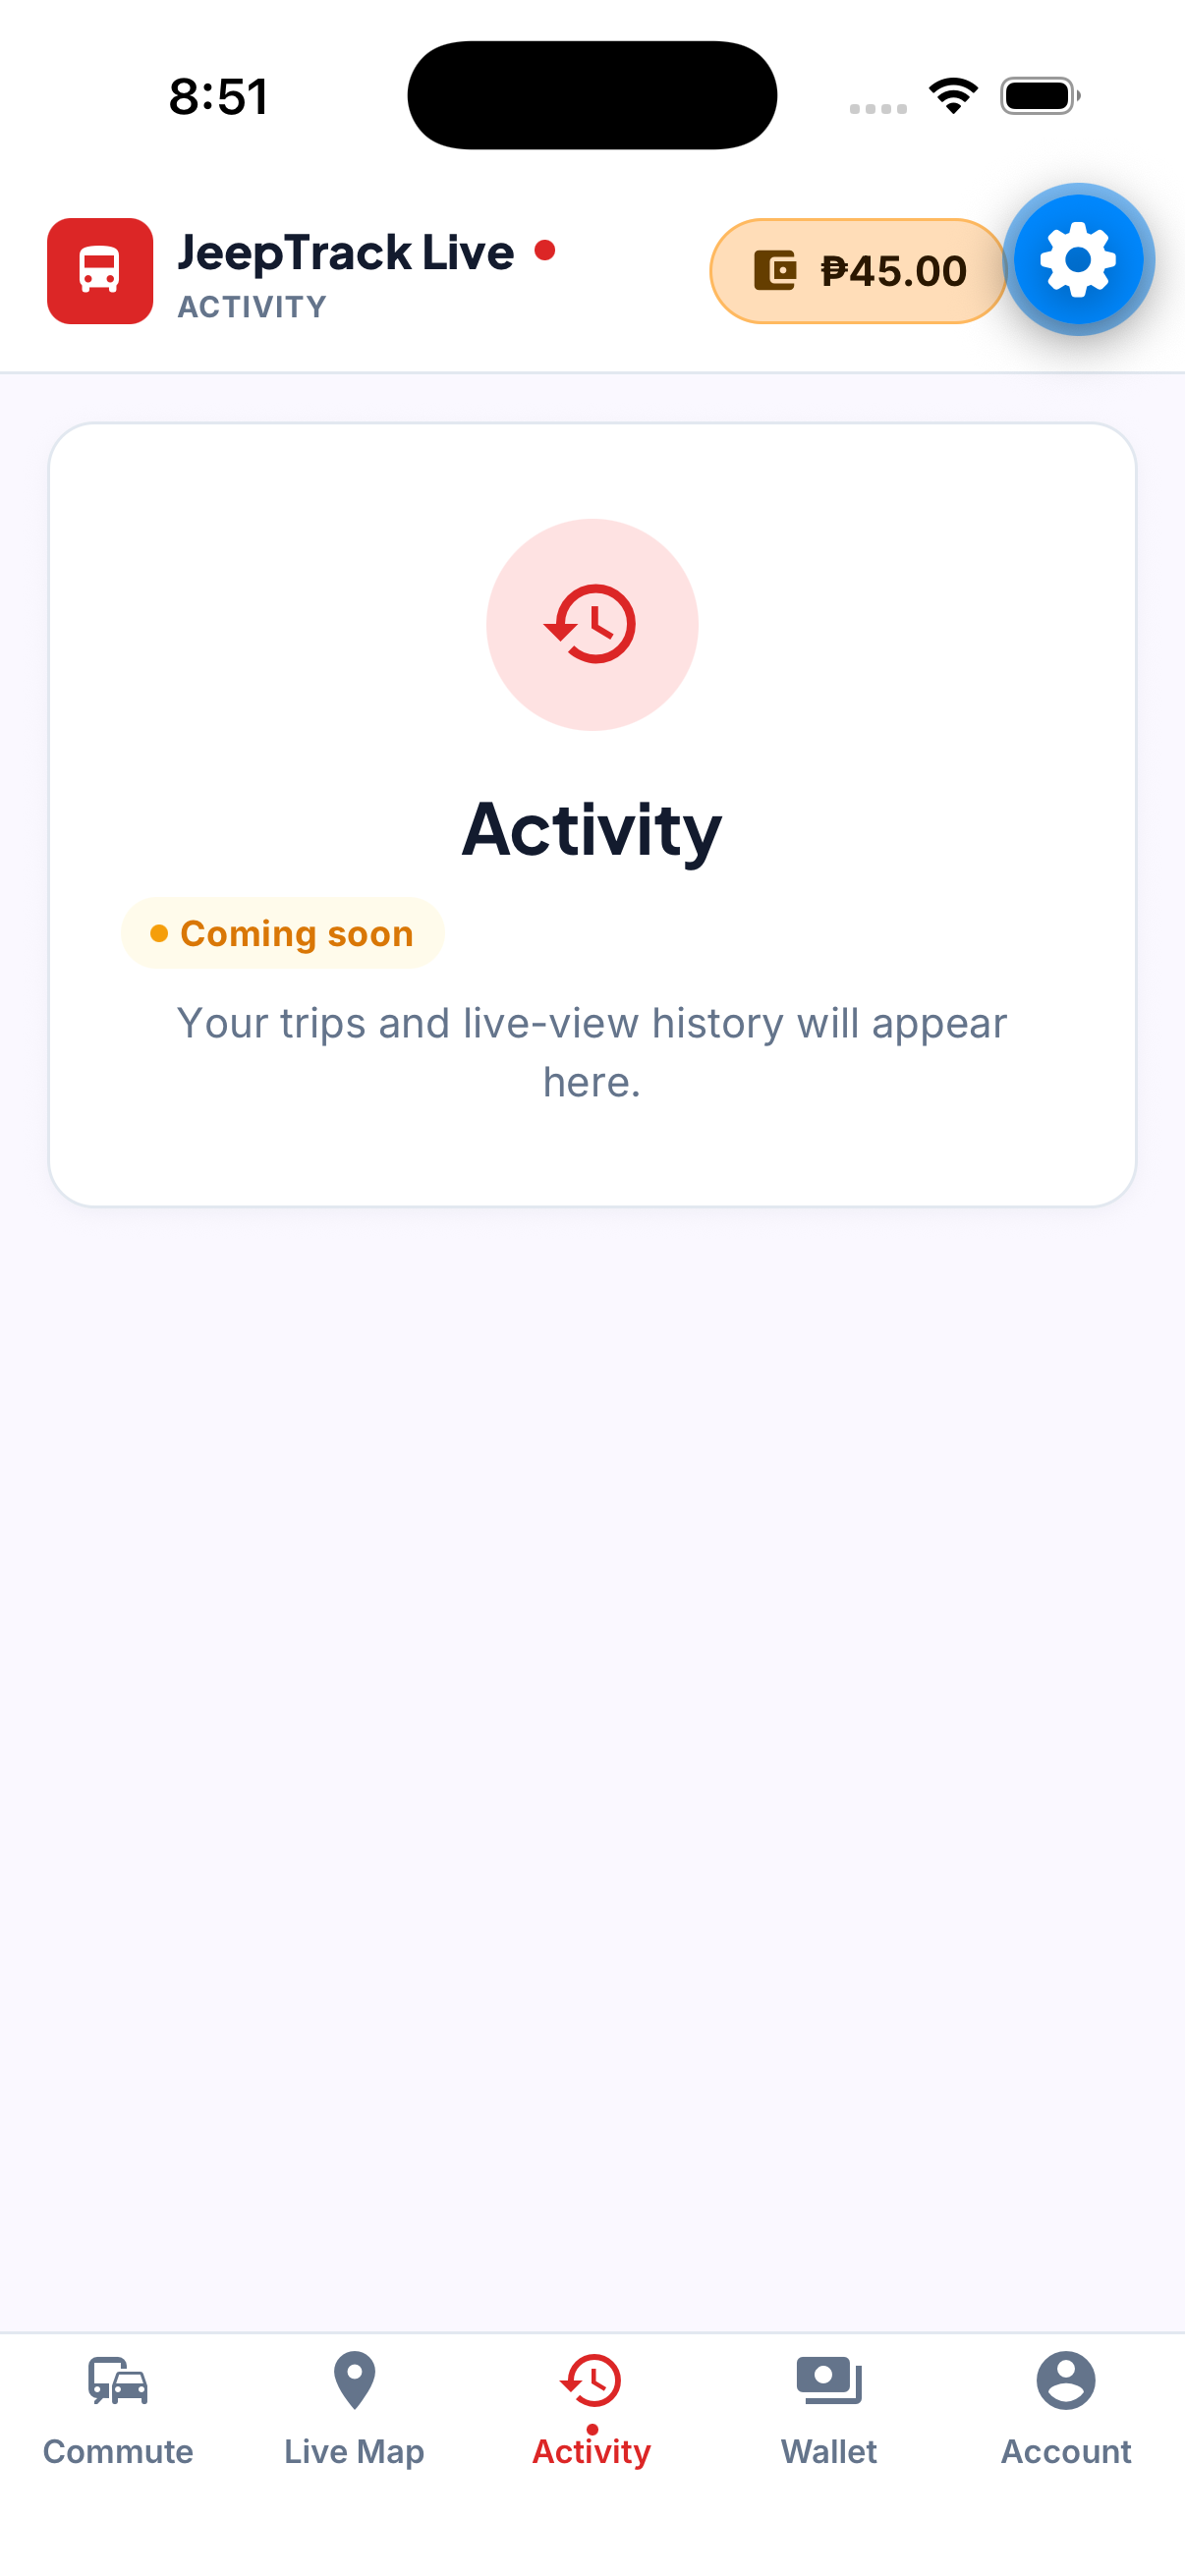 8:51
JeepTrack Live
ACTIVITY
₱45.00
Activity
Coming soon
Your trips and live-view history will appear
here.
Commute
Live Map
Activity
Wallet
Account